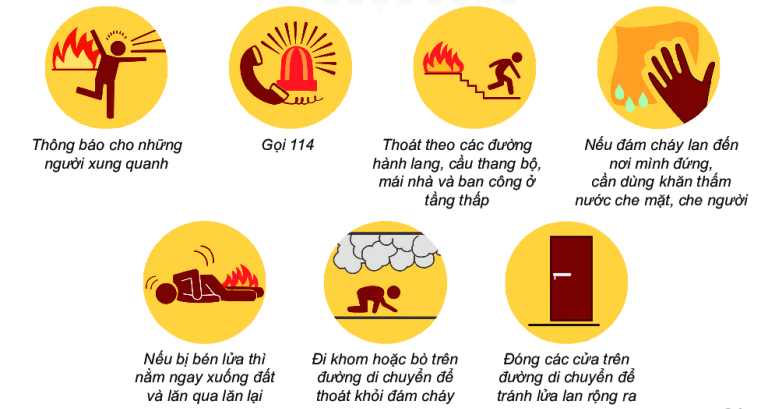 Thông báo cho những
người xung quanh
Gọi 114
Thoát theo các đường
hành lang, cầu thang bộ,
mái nhà và ban công ở
tầng thấp
Nếu đám cháy lan đến
nơi mình đứng,
cần dùng khăn thấm
nước che mặt, che người
Nếu bị bén lửa thì
nằm ngay xuống đất
và lăn qua lăn lại
Đi khom hoặc bò trên
đường di chuyển để
thoát khỏi đám cháy
Đóng các cửa trên
đường di chuyển để
tránh lửa lan rộng ra